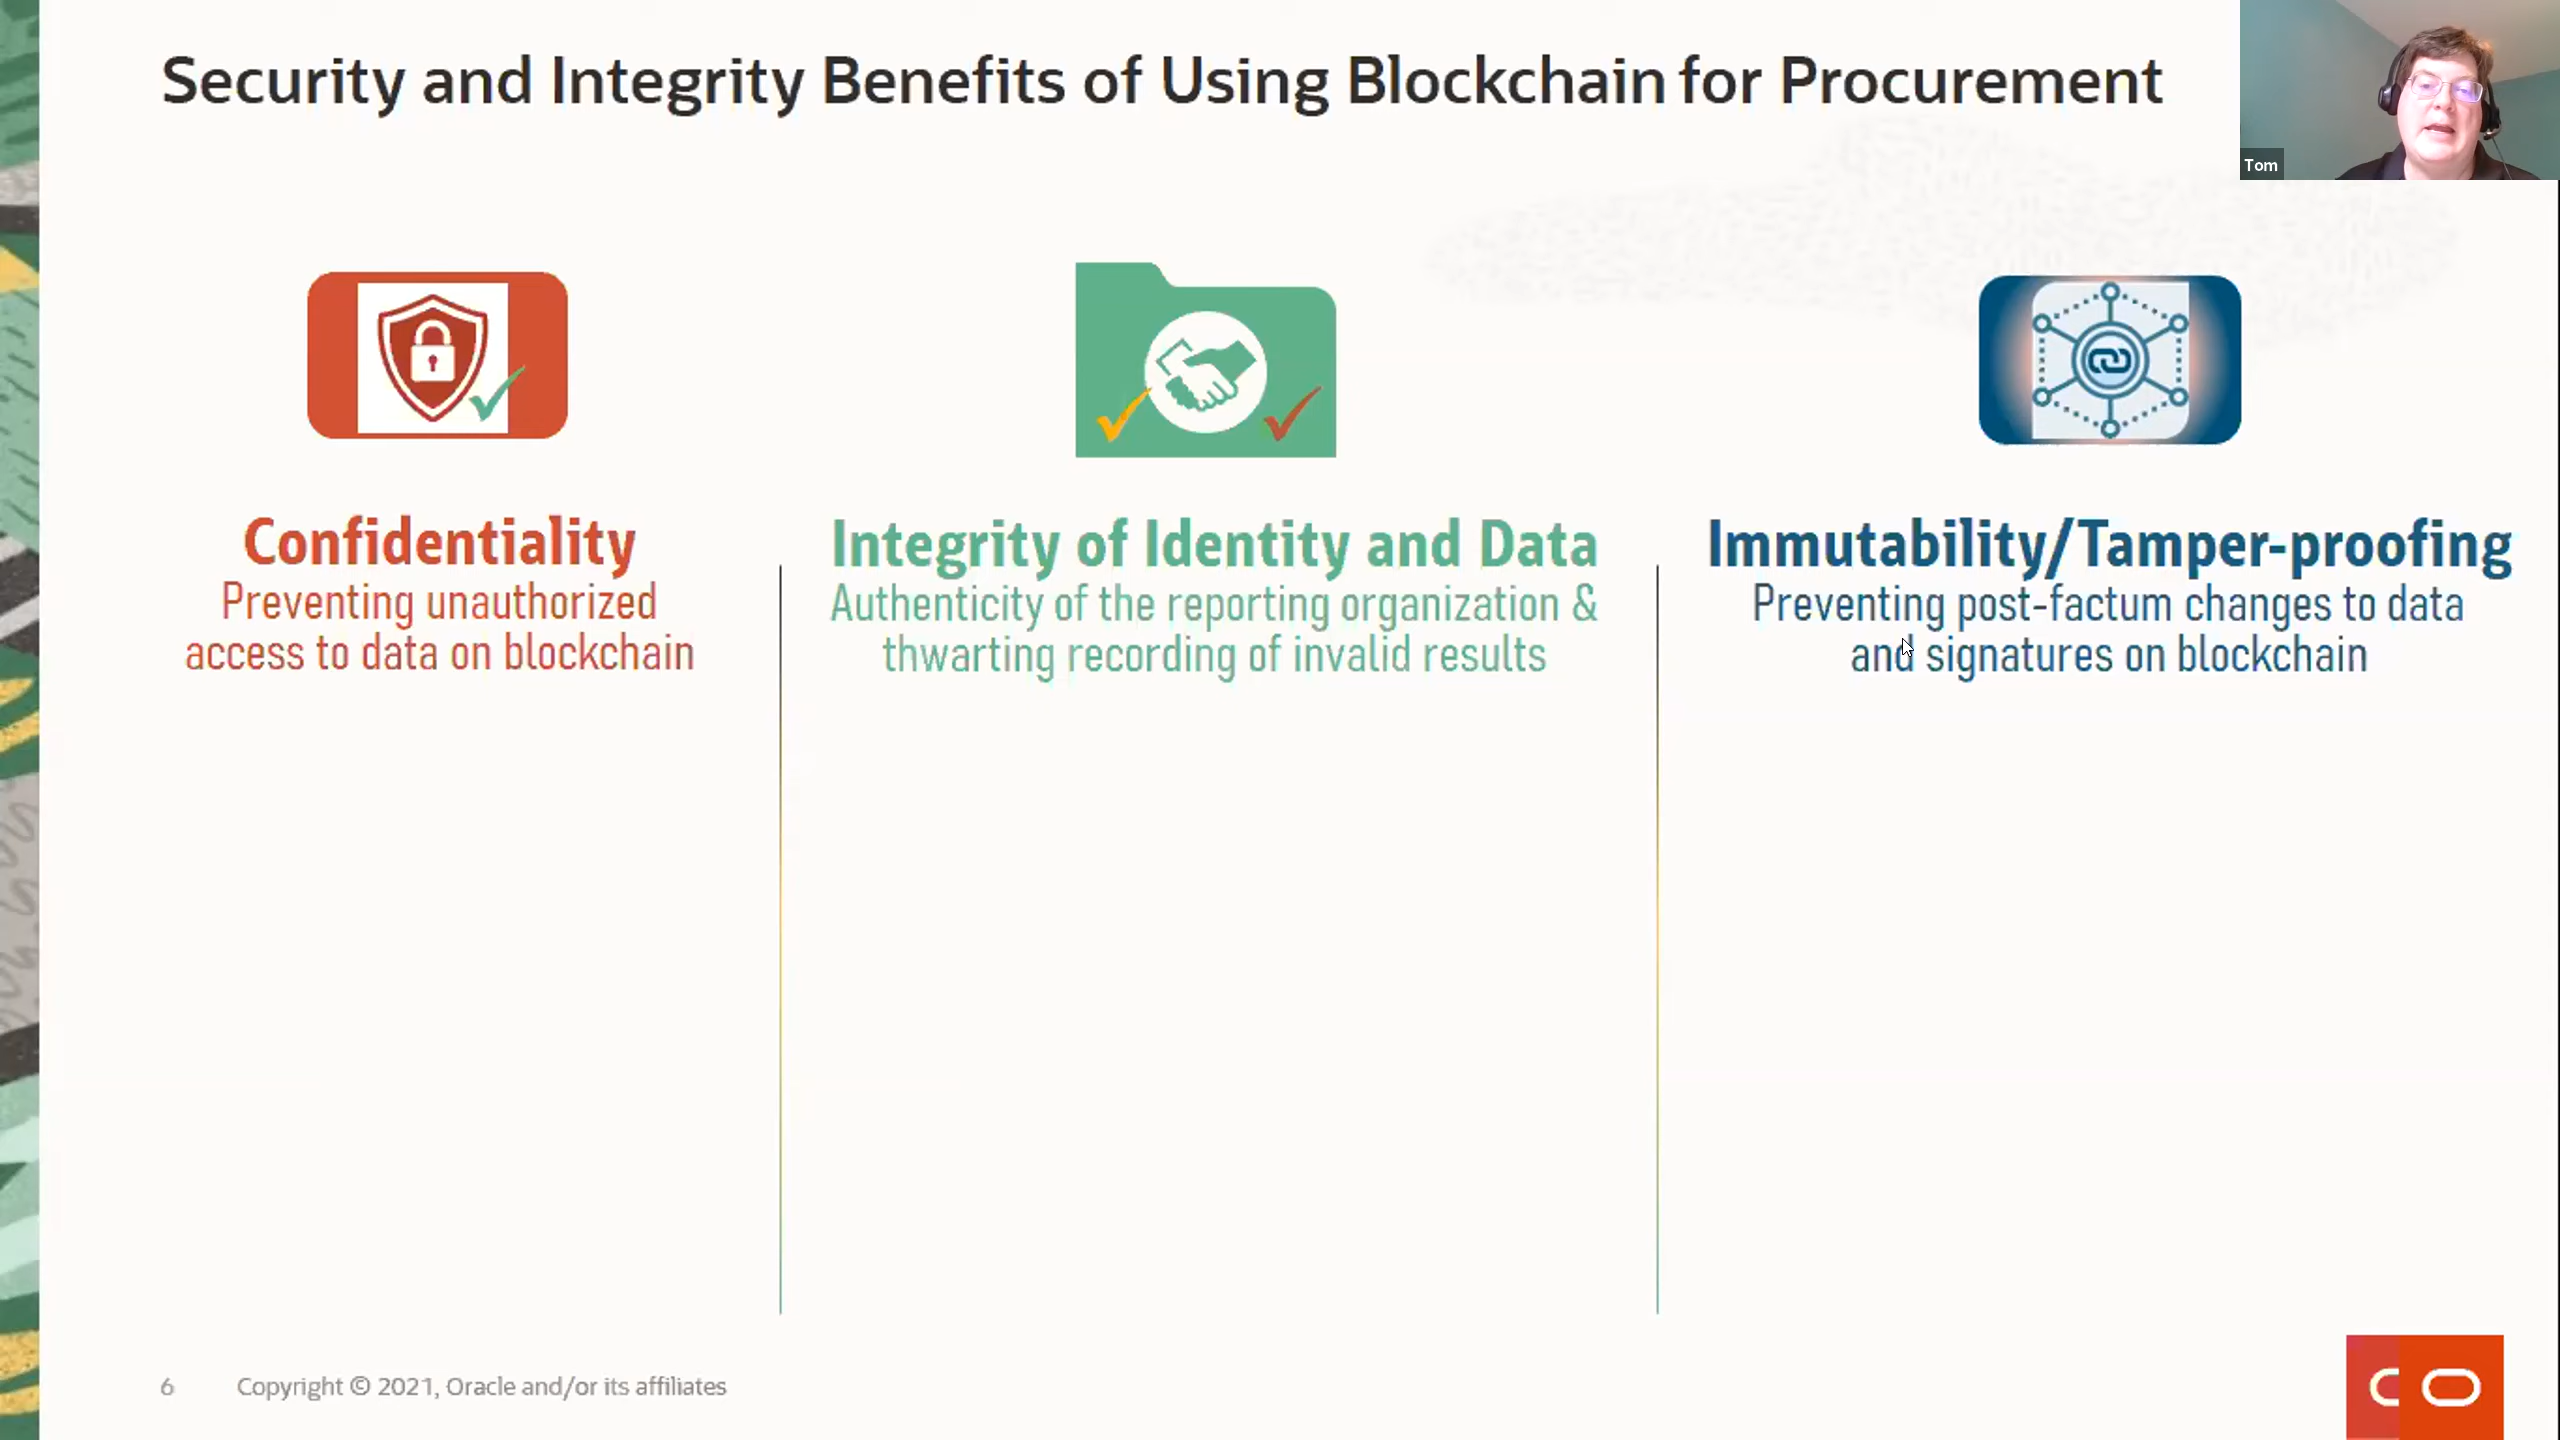 Security and Integrity Benefits of Using Blockchain for Procurement
Tom
Confidentiality
Preventing unauthorized
access to data on blockchain
Integrity of Identity and Data
Authenticity of the reporting organization &
thwarting recording of invalid results
Immutability/Tamper-proofing
Preventing post-factum changes to data
and signatures on blockchain
6
Copyright © 2021, Oracle and/or its affiliates